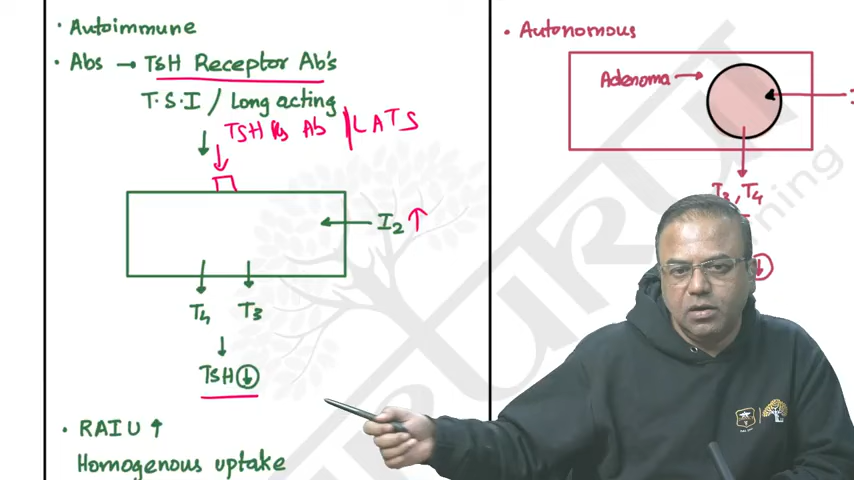 • Autoimmune
• Abs → TSH Receptor Ab's
T.S.I / Long acting
TSH Rs Ab / LATS
I₂ ↑
T₄ T₃
↓
TSH ↓
• RAIU ↑
Homogenous uptake
• Autonomous
Adenoma →
T₃, T₄